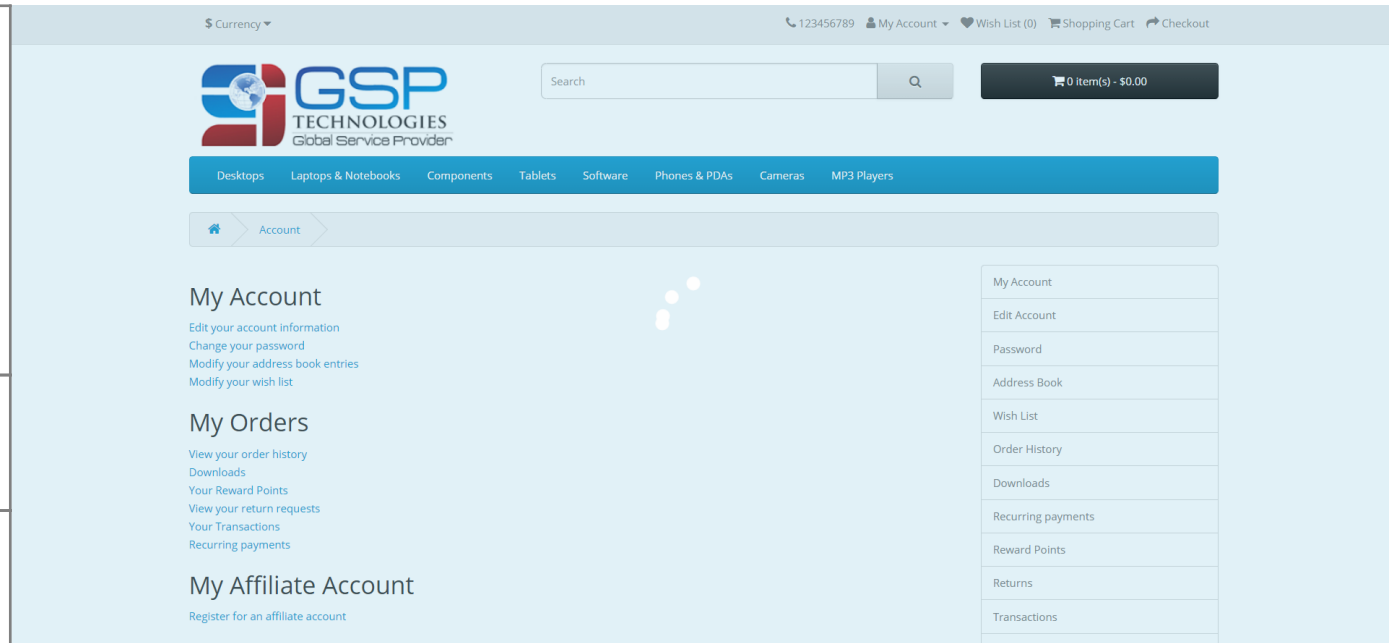 $ Currency
123456789 My Account Wish List (0) Shopping Cart Checkout
GSP
TECHNOLOGIES
Global Service Provider
Search
0 item(s) - $0.00
Desktops Laptops & Notebooks Components Tablets Software Phones & PDAs Cameras MP3 Players
Account
My Account
Edit your account information
Change your password
Modify your address book entries
Modify your wish list
My Orders
View your order history
Downloads
Your Reward Points
View your return requests
Your Transactions
Recurring payments
My Affiliate Account
Register for an affiliate account
My Account
Edit Account
Password
Address Book
Wish List
Order History
Downloads
Recurring payments
Reward Points
Returns
Transactions